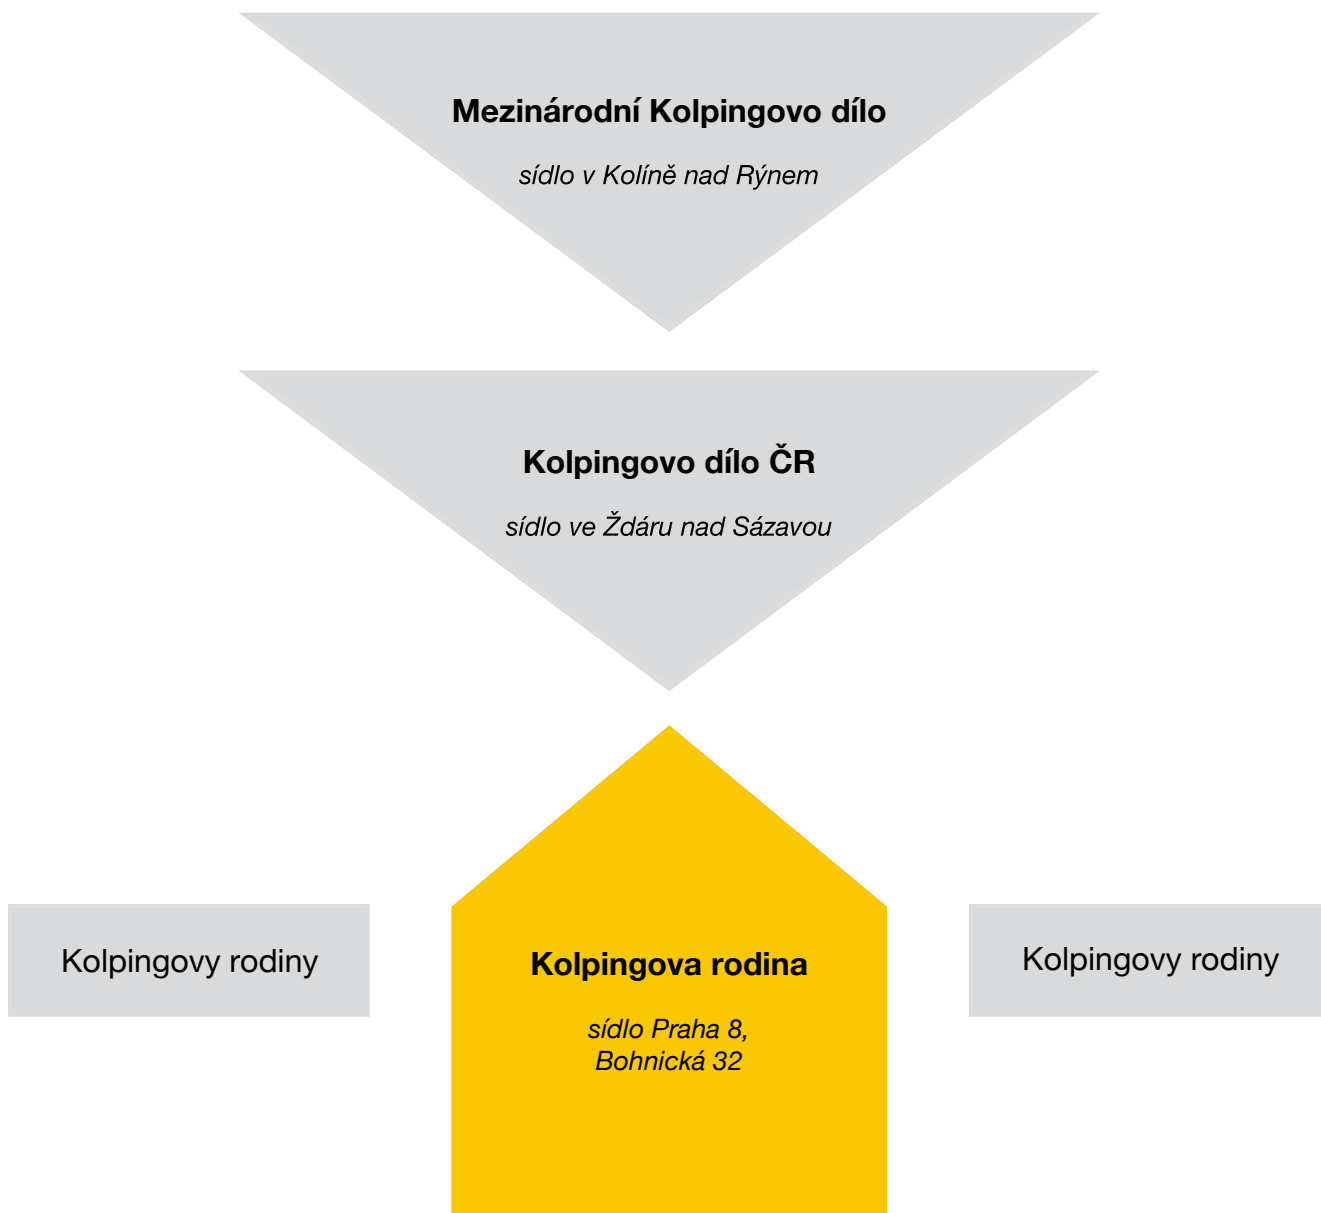 Mezinárodní Kolpingovo dílo
sídlo v Kolíně nad Rýnem
Kolpingovo dílo ČR
sídlo ve Ždáru nad Sázavou
Kolpingovy rodiny
Kolpingova rodina
sídlo Praha 8,
Bohnická 32
Kolpingovy rodiny